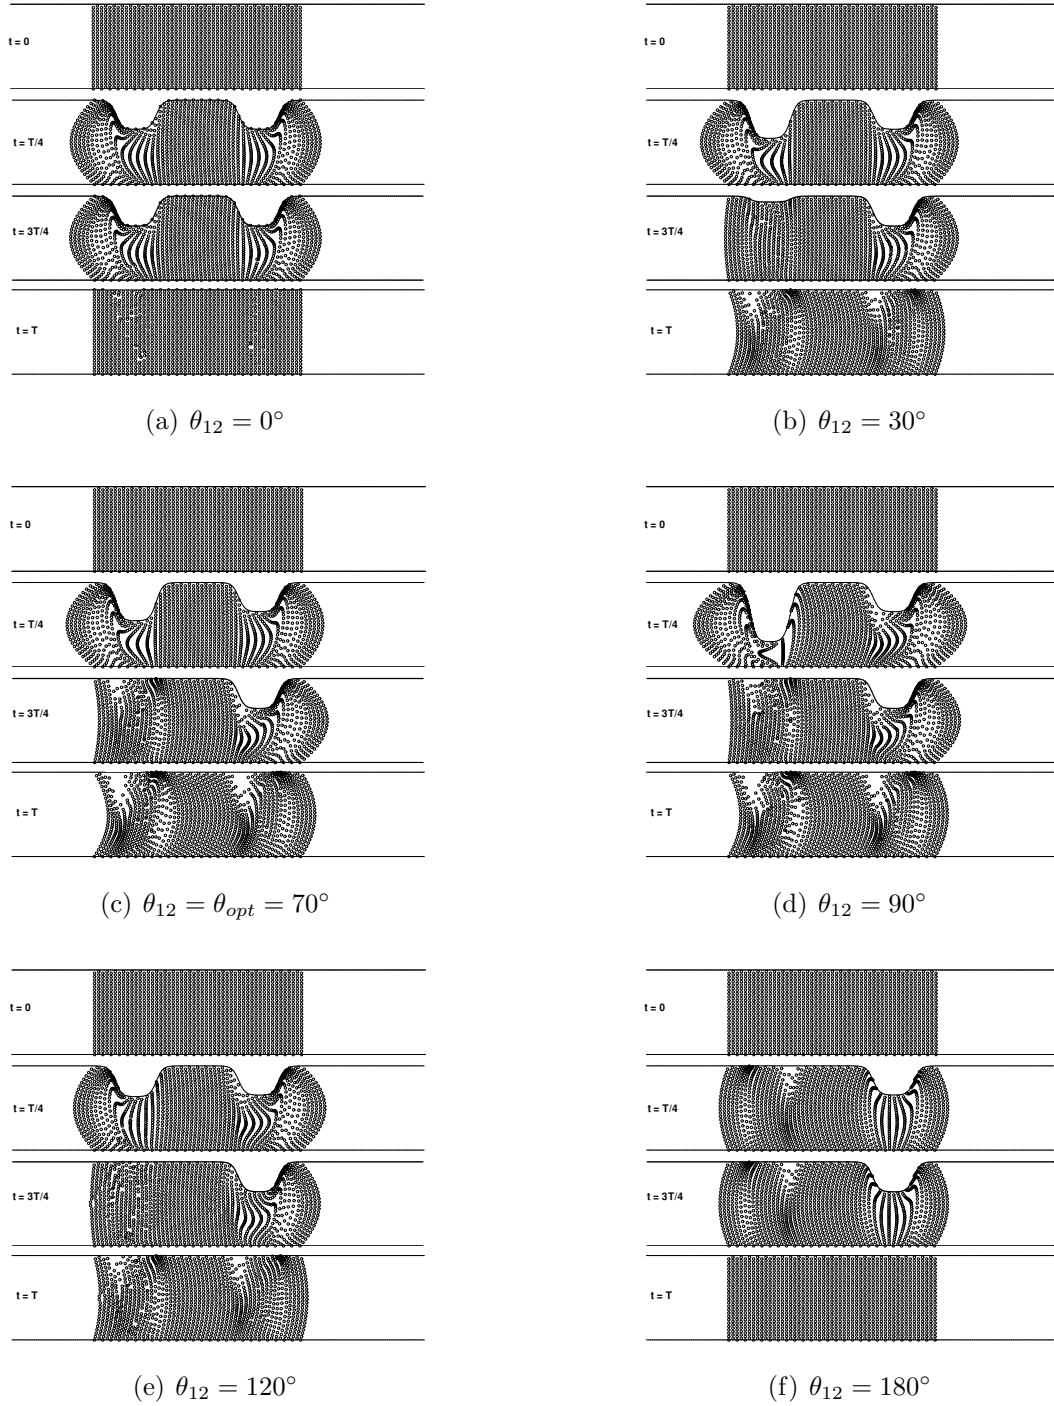 t = 0
t = T/4
t = 3T/4
t = T
(a) θ₁₂ = 0°
t = 0
t = T/4
t = 3T/4
t = T
(b) θ₁₂ = 30°
t = 0
t = T/4
t = 3T/4
t = T
(c) θ₁₂ = θₒₚₜ = 70°
t = 0
t = T/4
t = 3T/4
t = T
(d) θ₁₂ = 90°
t = 0
t = T/4
t = 3T/4
t = T
(e) θ₁₂ = 120°
t = 0
t = T/4
t = 3T/4
t = T
(f) θ₁₂ = 180°